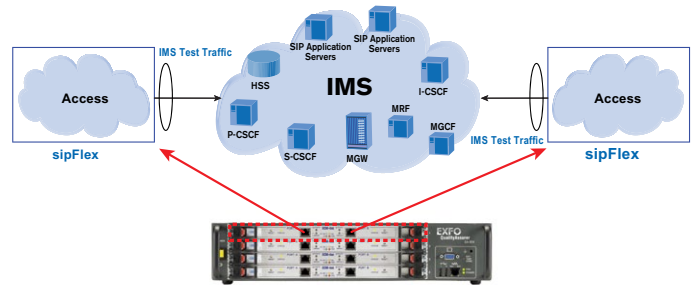 IMS Test Traffic
SIP Application
Servers
SIP Application
Servers
HSS
IMS
I-CSCF
Access
Access
P-CSCF
MRF
MGCF
S-CSCF
MGW
IMS Test Traffic
sipFlex
sipFlex
EXFO
QualityAssurer